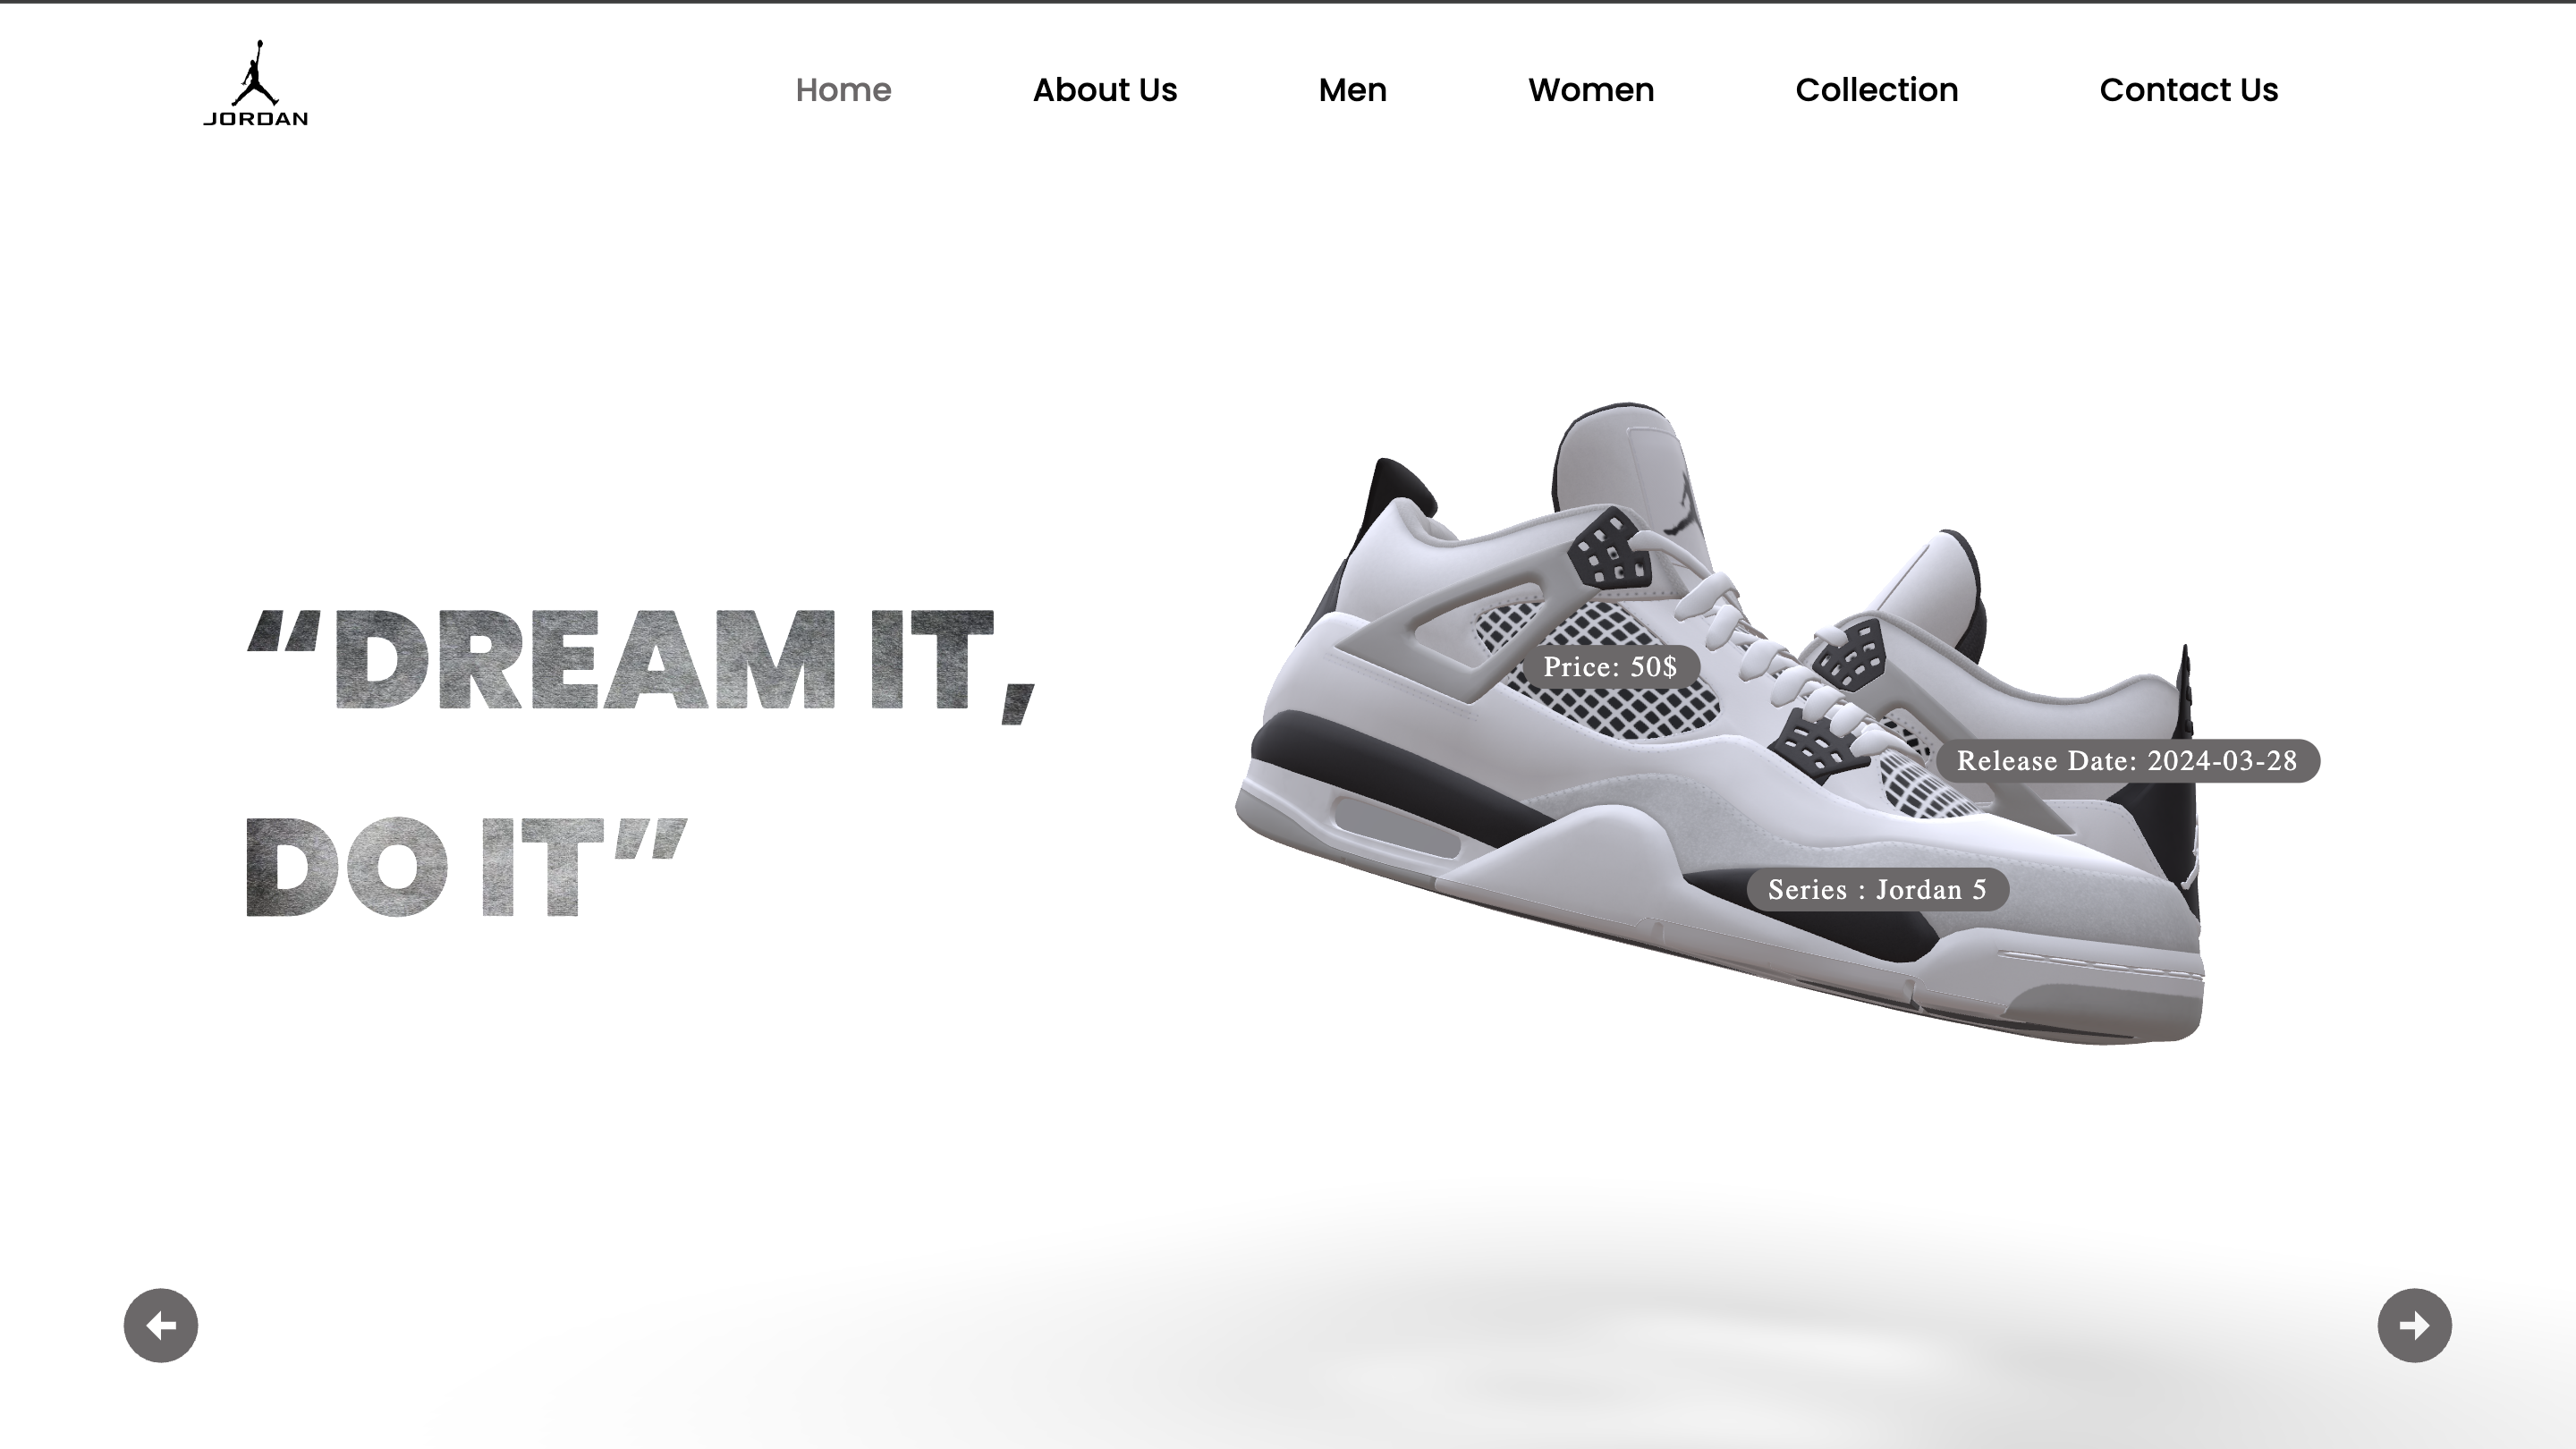 JORDAN
Home
About Us
Men
Women
Collection
Contact Us
“DREAM IT,
DO IT”
Price: 50$
Release Date: 2024-03-28
Series : Jordan 5